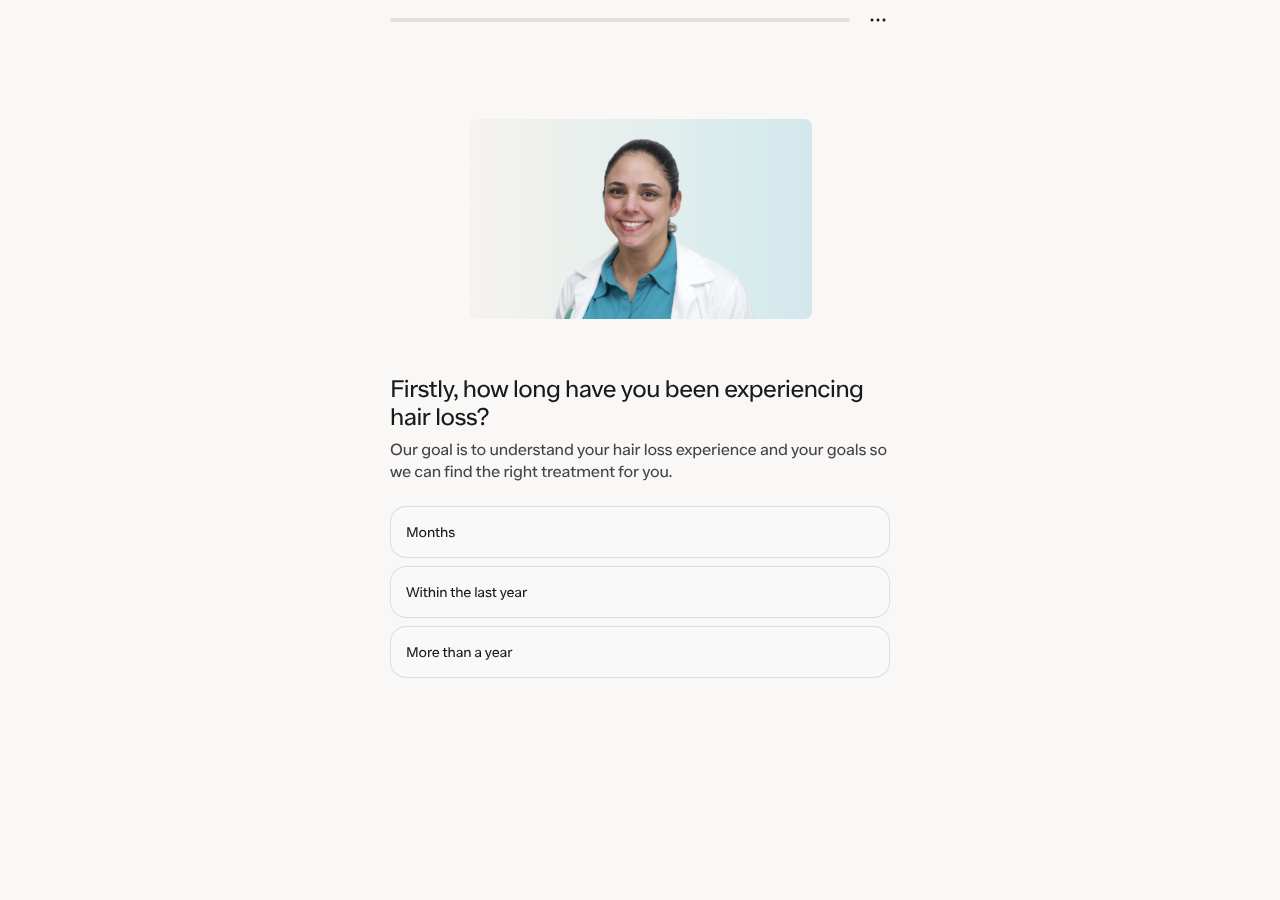 Firstly, how long have you been experiencing
hair loss?
Our goal is to understand your hair loss experience and your goals so
we can find the right treatment for you.
Months
Within the last year
More than a year